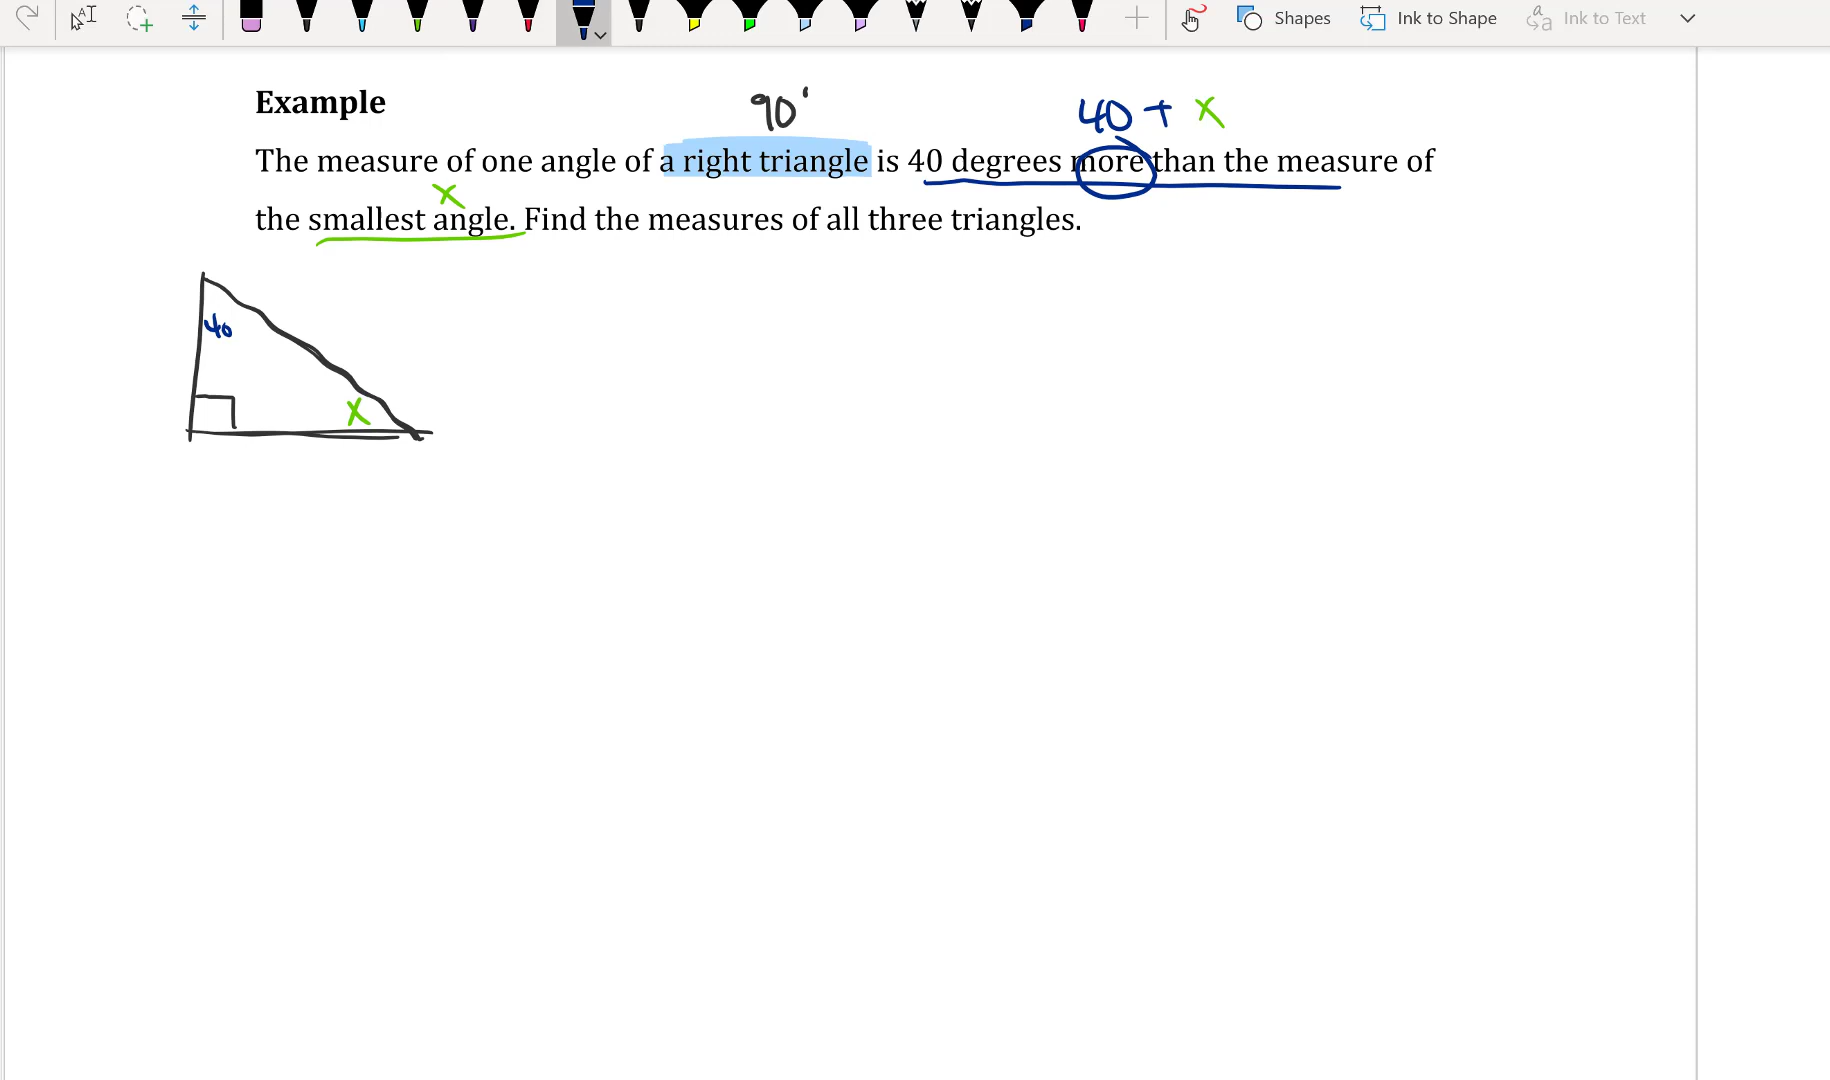 Shapes Ink to Shape Ink to Text
Example
90°
40 + x
The measure of one angle of a right triangle is 40 degrees more than the measure of
x
the smallest angle. Find the measures of all three triangles.
40
x